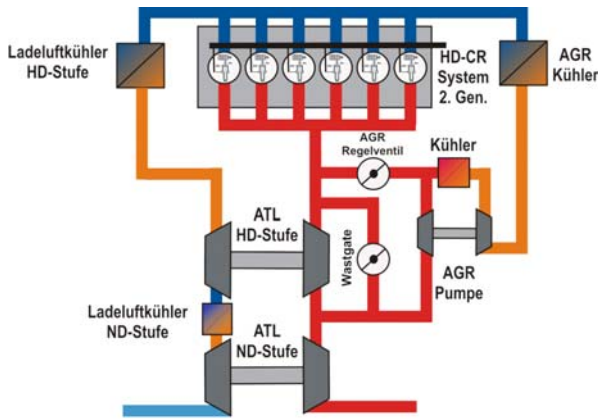 Ladeluftkühler
HD-Stufe
HD-CR
System
2. Gen.
AGR
Kühler
AGR
Regelventil
Kühler
ATL
HD-Stufe
Wastgate
AGR
Pumpe
Ladeluftkühler
ND-Stufe
ATL
ND-Stufe